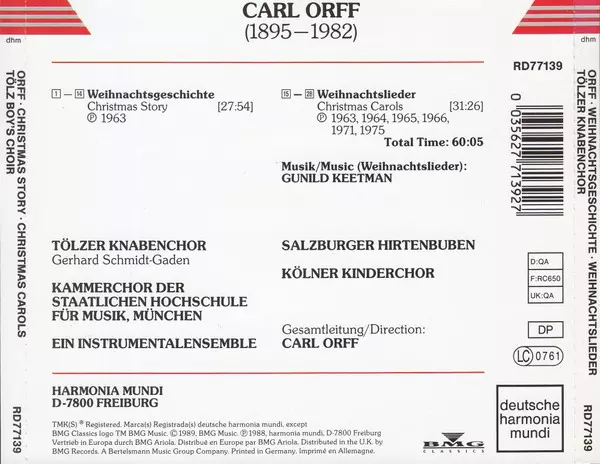 CARL ORFF
(1895–1982)
dhm
dhm
RD77139
1 – 14 Weihnachtsgeschichte
Christmas Story [27:54]
℗ 1963
15 – 28 Weihnachtslieder
Christmas Carols [31:26]
℗ 1963, 1964, 1965, 1966,
1971, 1975
Total Time: 60:05
Musik/Music (Weihnachtslieder):
GUNILD KEETMAN
0 035627 713927
TÖLZER KNABENCHOR
Gerhard Schmidt-Gaden
KAMMERCHOR DER
STAATLICHEN HOCHSCHULE
FÜR MUSIK, MÜNCHEN
EIN INSTRUMENTALENSEMBLE
SALZBURGER HIRTENBUBEN
KÖLNER KINDERCHOR
Gesamtleitung/Direction:
CARL ORFF
D:QA
F:RC650
UK:QA
DP
LC 0761
HARMONIA MUNDI
D-7800 FREIBURG
TMK(S) ® Registered. Marca(s) Registrada(s) deutsche harmonia mundi, except
BMG Classics logo TM BMG Music. © 1989, BMG Music. ℗ 1988, harmonia mundi, D-7800 Freiburg
Vertrieb in Europa durch BMG Ariola. Distribué en Europe par BMG Ariola. Distributed in the U.K. by
BMG Records. A Bertelsmann Music Group Company. Printed in Germany. Imprimé en Allemagne.
BMG
CLASSICS
deutsche
harmonia
mundi
ORFF · CHRISTMAS STORY · CHRISTMAS CAROLS
TÖLZ BOY'S CHOIR
RD77139
ORFF · WEIHNACHTSGESCHICHTE · WEIHNACHTSLIEDER
TÖLZER KNABENCHOR
RD77139